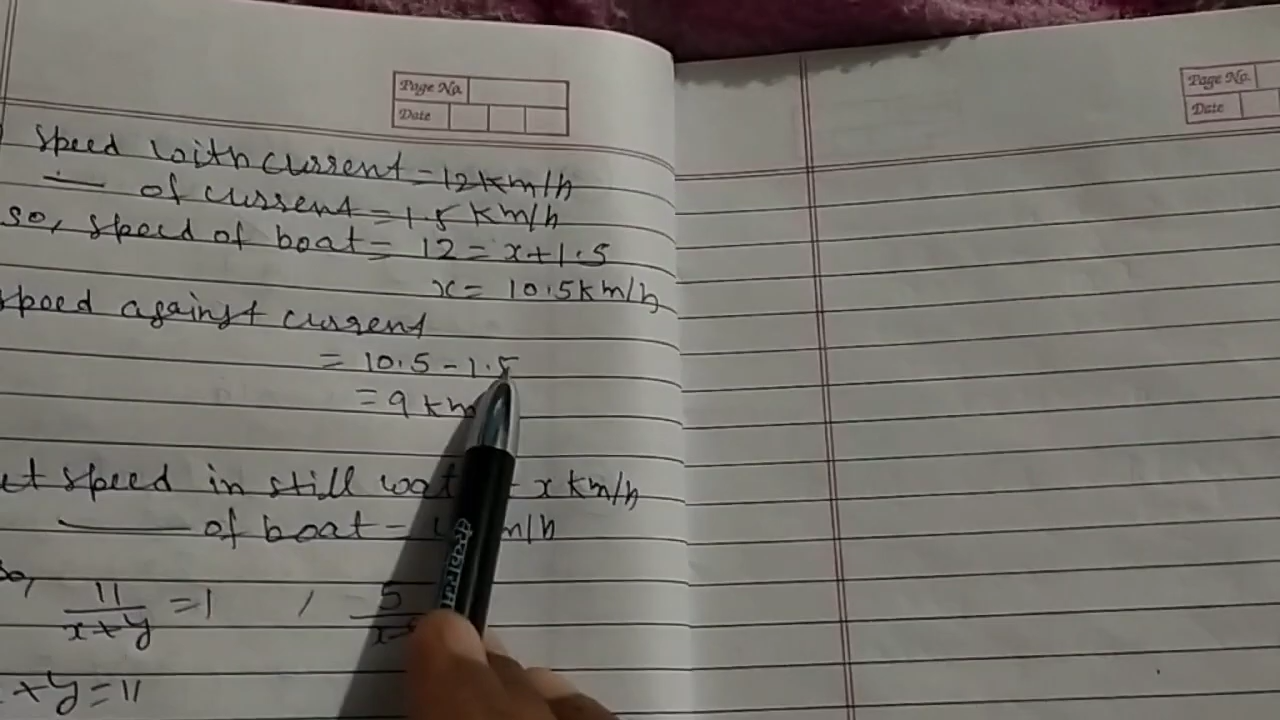 Page No.
Date
Speed with current = 12 km/h
of current = 1.5 km/h
so, speed of boat = 12 = x+1.5
x = 10.5 km/h
speed against current
= 10.5 - 1.5
= 9 km
et speed in still wat x km/h
of boat = m/h
So,
11/x+y = 1 / 5/x
x+y = 11
Page No.
Date